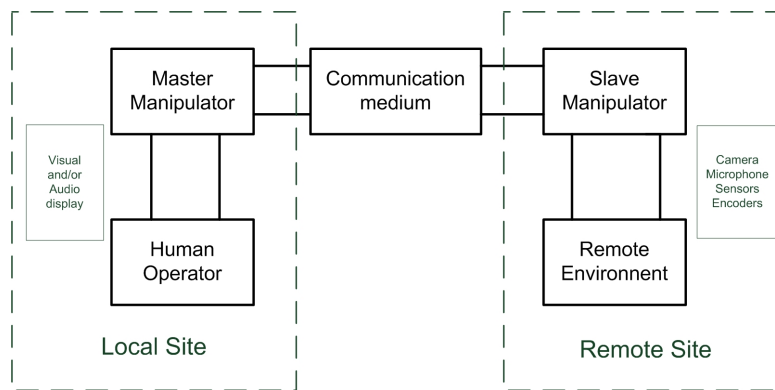 Master
Manipulator
Communication
medium
Slave
Manipulator
Visual
and/or
Audio
display
Camera
Microphone
Sensors
Encoders
Human
Operator
Remote
Environnent
Local Site
Remote Site